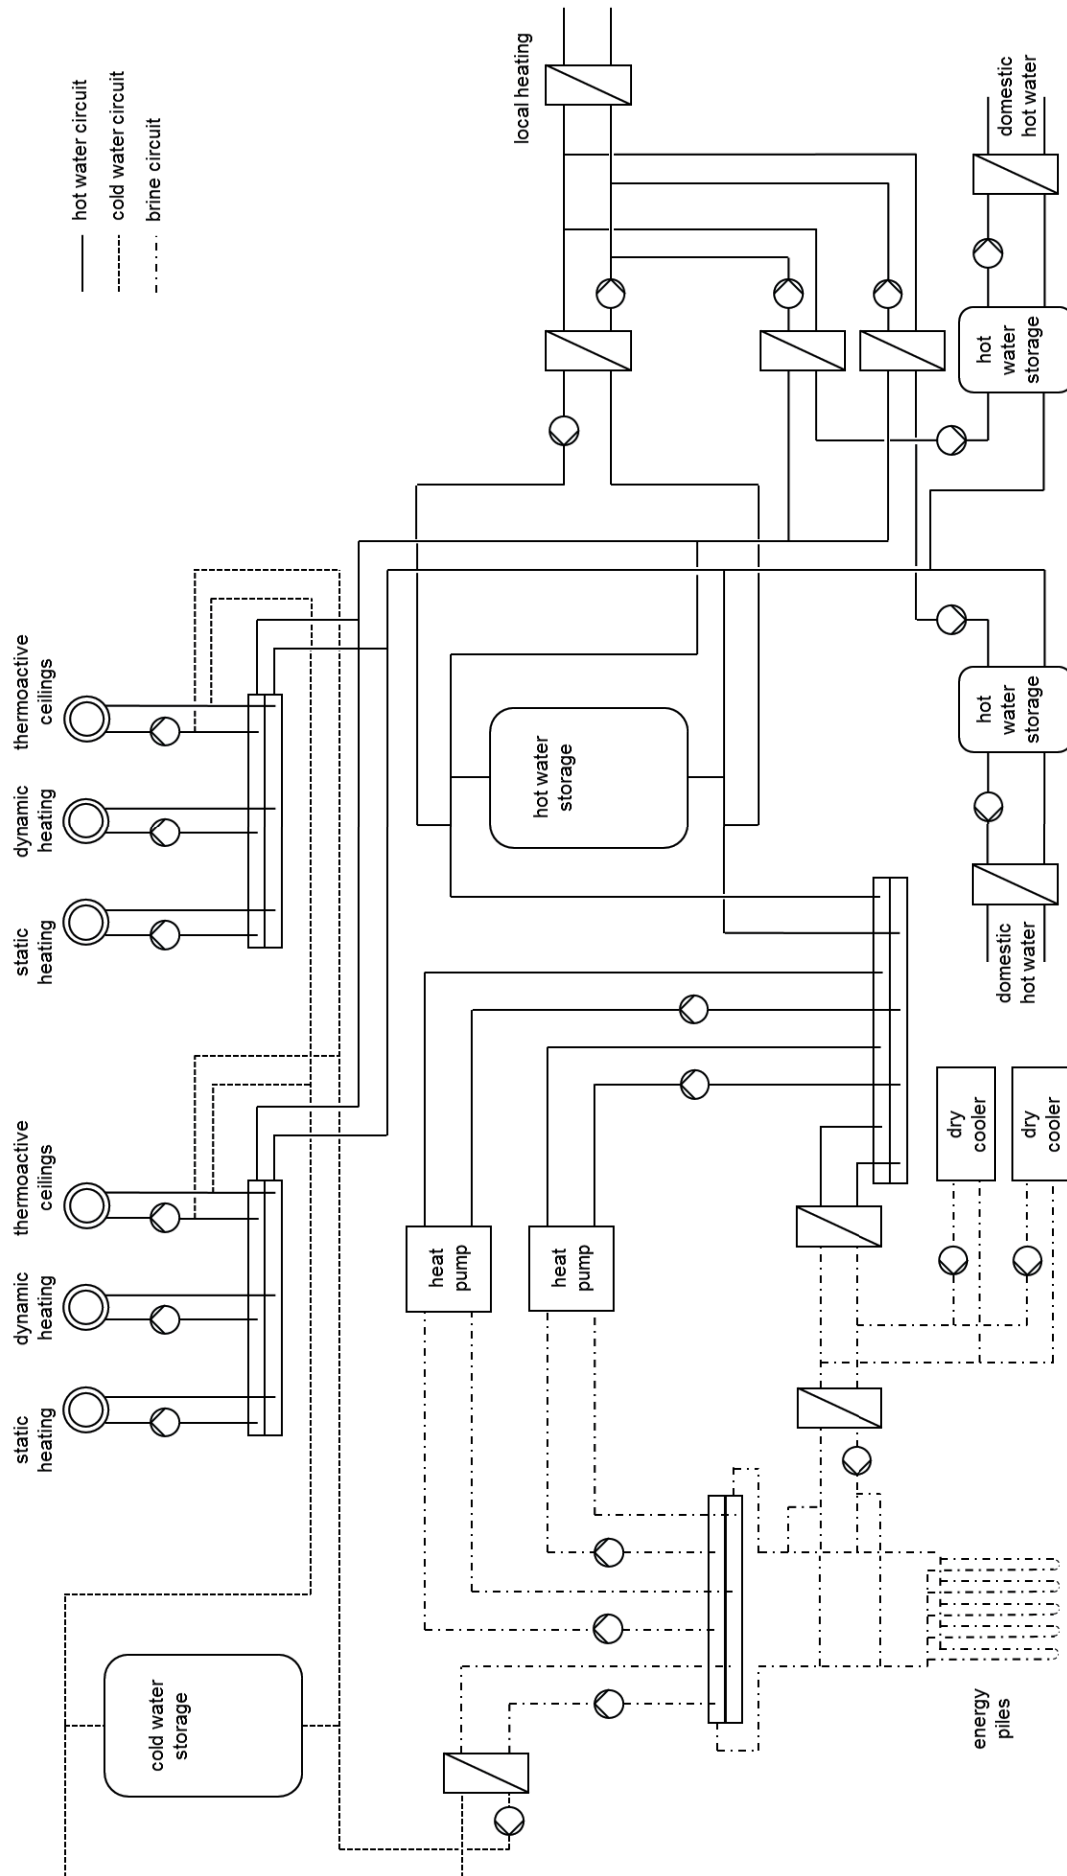 hot water circuit
cold water circuit
brine circuit
local heating
domestic
hot water
hot
water
storage
thermoactive
ceilings
dynamic
heating
static
heating
hot water
storage
hot
water
storage
domestic
hot water
thermoactive
ceilings
dynamic
heating
static
heating
heat
pump
heat
pump
dry
cooler
dry
cooler
cold water
storage
energy
piles